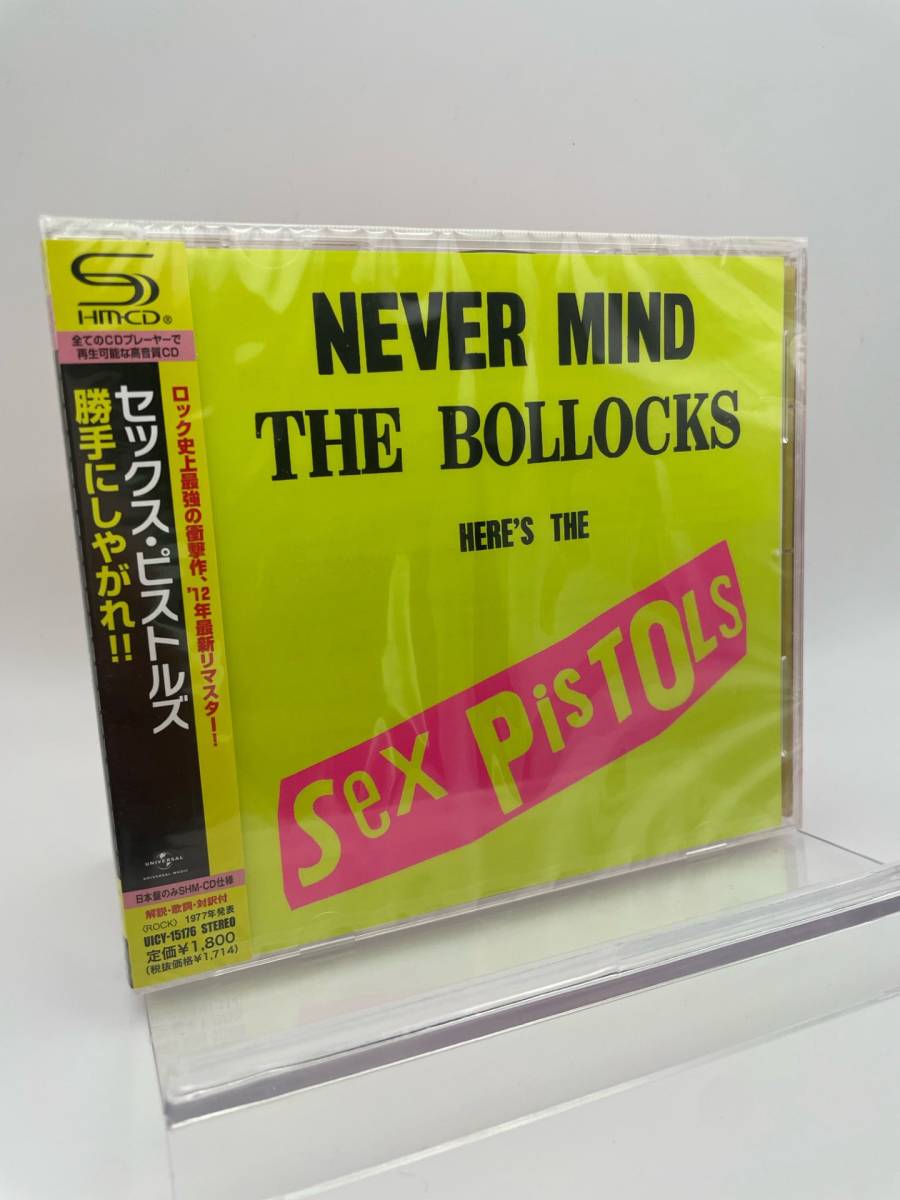 SHM-CD®
全てのCDプレーヤーで
再生可能な高音質CD
ロック史上最強の衝撃作、'12年最新リマスター!
セックス・ピストルズ
勝手にしやがれ!!
UNIVERSAL
UNIVERSAL MUSIC
日本盤のみSHM-CD仕様
解説・歌詞・対訳付
〈ROCK〉 1977年発表
UICY-15176 STEREO
定価¥1,800
(税抜価格¥1,714)
NEVER MIND
THE BOLLOCKS
HERE'S THE
Sex PisTOLS